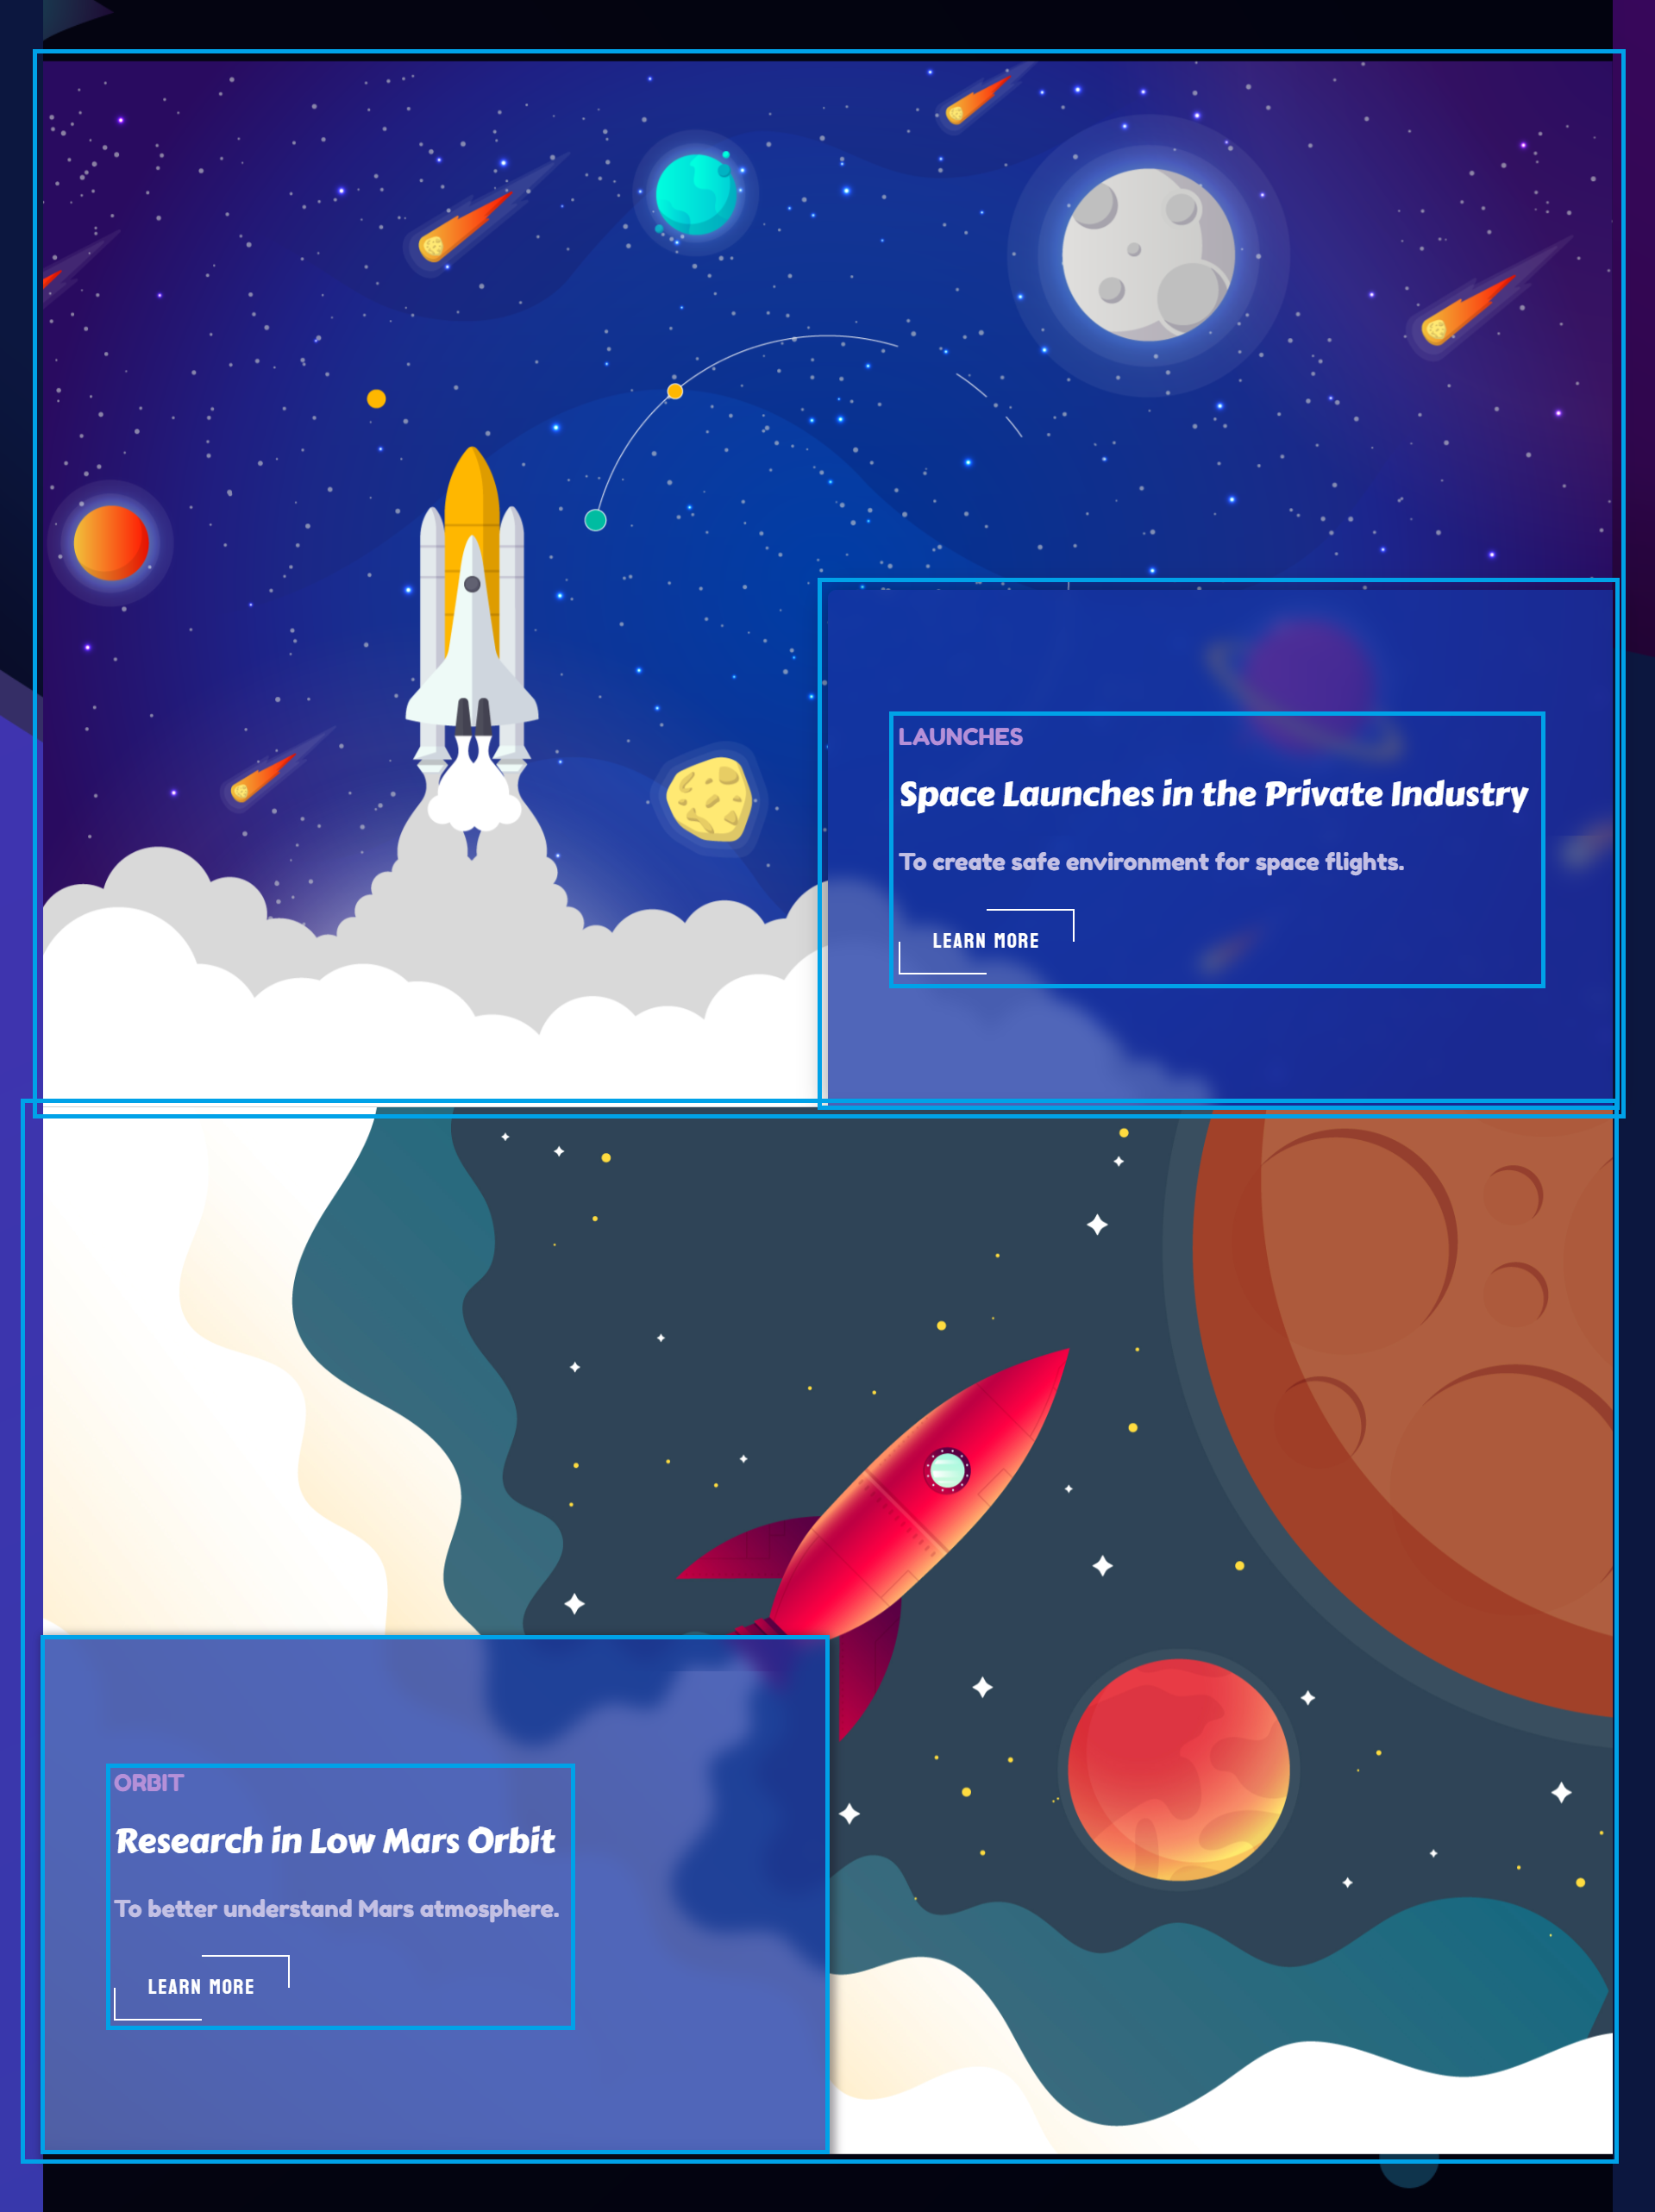 LAUNCHES
Space Launches in the Private Industry
To create safe environment for space flights.
LEARN MORE
ORBIT
Research in Low Mars Orbit
To better understand Mars atmosphere.
LEARN MORE